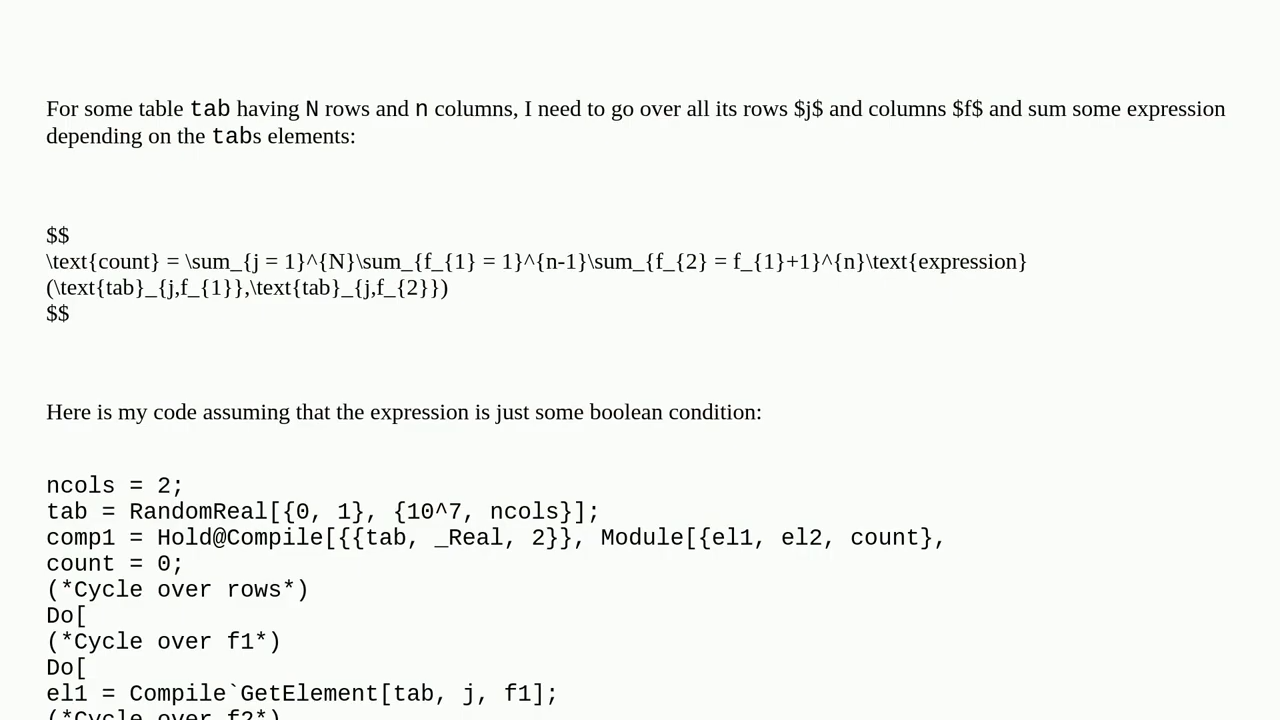 For some table tab having N rows and n columns, I need to go over all its rows $j$ and columns $f$ and sum some expression
depending on the tabs elements:
$$
\text{count} = \sum_{j = 1}^{N}\sum_{f_{1} = 1}^{n-1}\sum_{f_{2} = f_{1}+1}^{n}\text{expression}
(\text{tab}_{j,f_{1}},\text{tab}_{j,f_{2}})
$$
Here is my code assuming that the expression is just some boolean condition:
ncols = 2;
tab = RandomReal[{0, 1}, {10^7, ncols}];
comp1 = Hold@Compile[{{tab, _Real, 2}}, Module[{el1, el2, count},
count = 0;
(*Cycle over rows*)
Do[
(*Cycle over f1*)
Do[
el1 = Compile`GetElement[tab, j, f1];
(*Cycle over f2*)